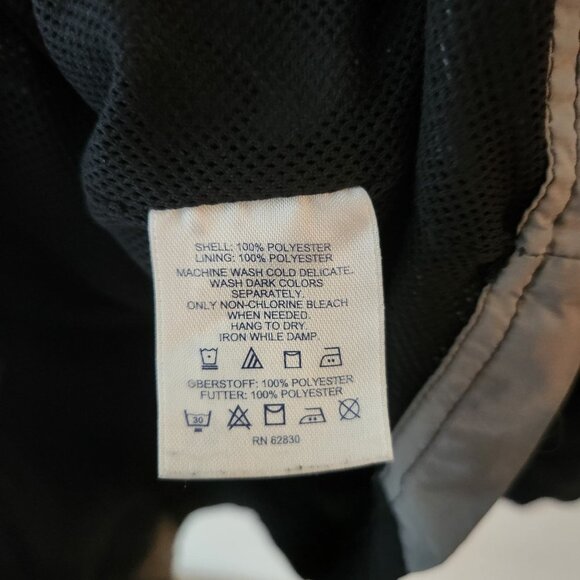 SHELL: 100% POLYESTER
LINING: 100% POLYESTER
MACHINE WASH COLD DELICATE.
WASH DARK COLORS
SEPARATELY.
ONLY NON-CHLORINE BLEACH
WHEN NEEDED.
HANG TO DRY.
IRON WHILE DAMP.
OBERSTOFF: 100% POLYESTER
FUTTER: 100% POLYESTER
30
RN 62830